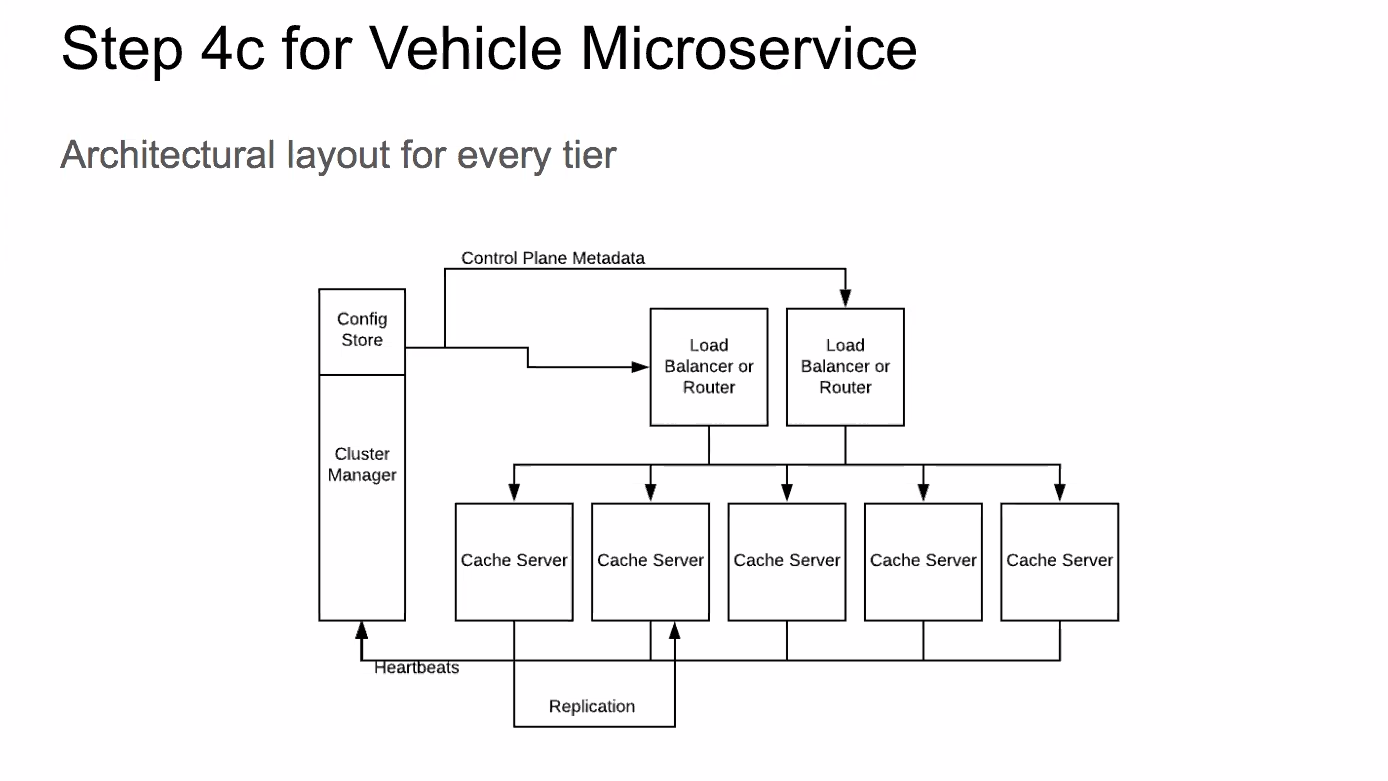 Step 4c for Vehicle Microservice
Architectural layout for every tier
Control Plane Metadata
Config
Store
Load
Balancer or
Router
Load
Balancer or
Router
Cluster
Manager
Cache Server
Cache Server
Cache Server
Cache Server
Cache Server
Heartbeats
Replication